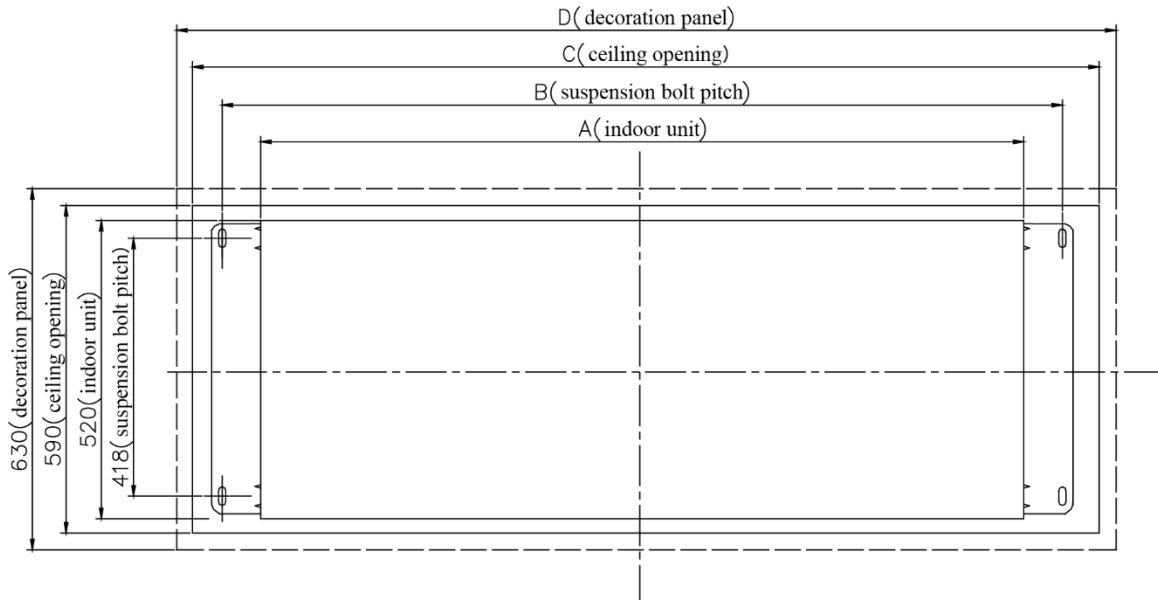 D(decoration panel)
C(ceiling opening)
B(suspension bolt pitch)
A(indoor unit)
630(decoration panel)
590(ceiling opening)
520(indoor unit)
418(suspension bolt pitch)